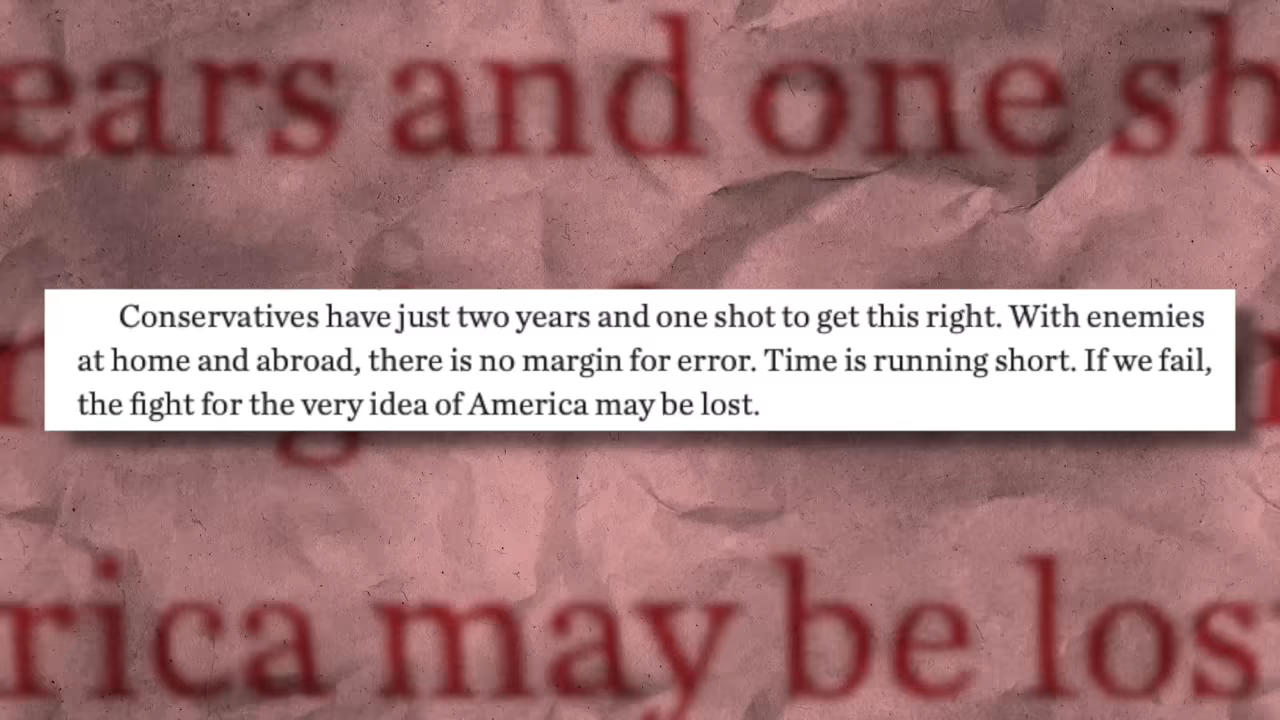 ears and one sh
Conservatives have just two years and one shot to get this right. With enemies
at home and abroad, there is no margin for error. Time is running short. If we fail,
the fight for the very idea of America may be lost.
rica may be los